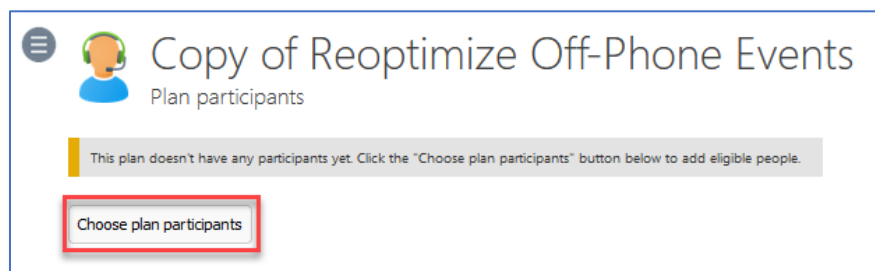 Copy of Reoptimize Off-Phone Events
Plan participants
This plan doesn't have any participants yet. Click the "Choose plan participants" button below to add eligible people.
Choose plan participants